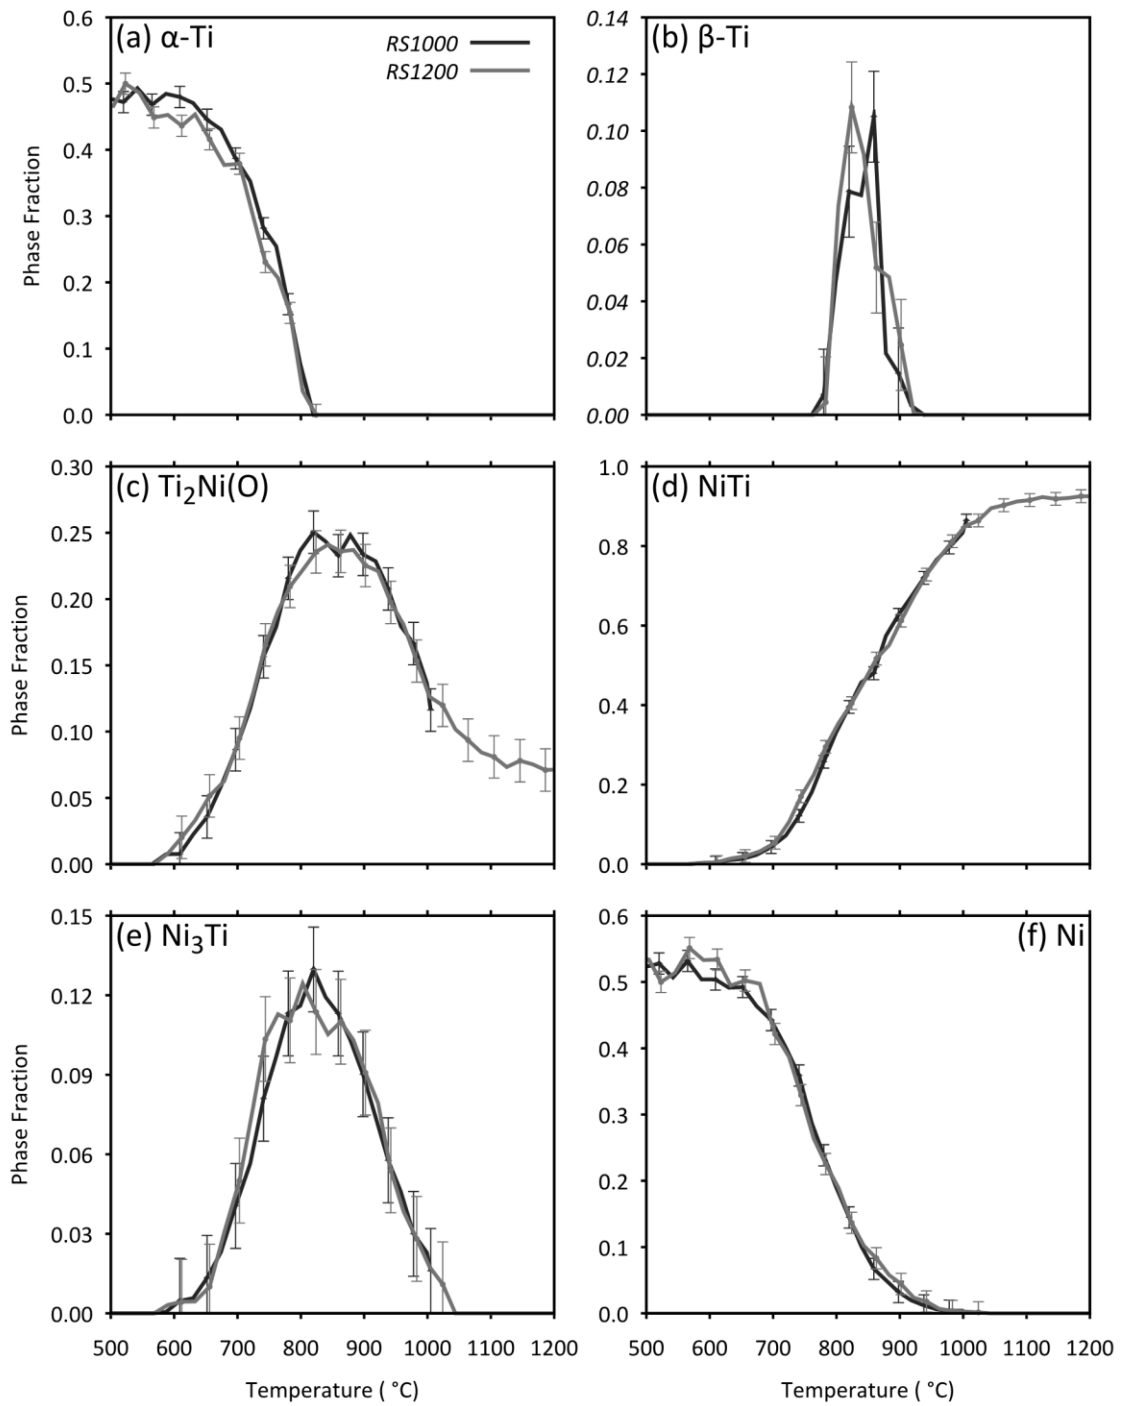 (a) α-Ti
RS1000
RS1200
0.6
0.5
0.4
0.3
0.2
0.1
0.0
Phase Fraction
(b) β-Ti
0.14
0.12
0.10
0.08
0.06
0.04
0.02
0.00
(c) Ti2Ni(O)
0.30
0.25
0.20
0.15
0.10
0.05
0.00
Phase Fraction
(d) NiTi
1.0
0.8
0.6
0.4
0.2
0.0
(e) Ni3Ti
0.15
0.12
0.09
0.06
0.03
0.00
Phase Fraction
500 600 700 800 900 1000 1100 1200
Temperature ( °C)
(f) Ni
0.6
0.5
0.4
0.3
0.2
0.1
0.0
500 600 700 800 900 1000 1100 1200
Temperature ( °C)